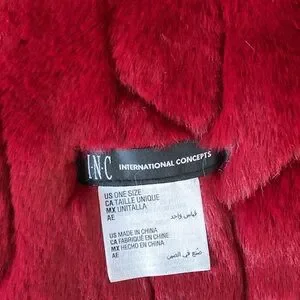 I·N·C INTERNATIONAL CONCEPTS
US ONE SIZE
CA TAILLE UNIQUE
MX UNITALLA
AE قياس واحد
US MADE IN CHINA
CA FABRIQUÉ EN CHINE
MX HECHO EN CHINA
AE صنع في الصين